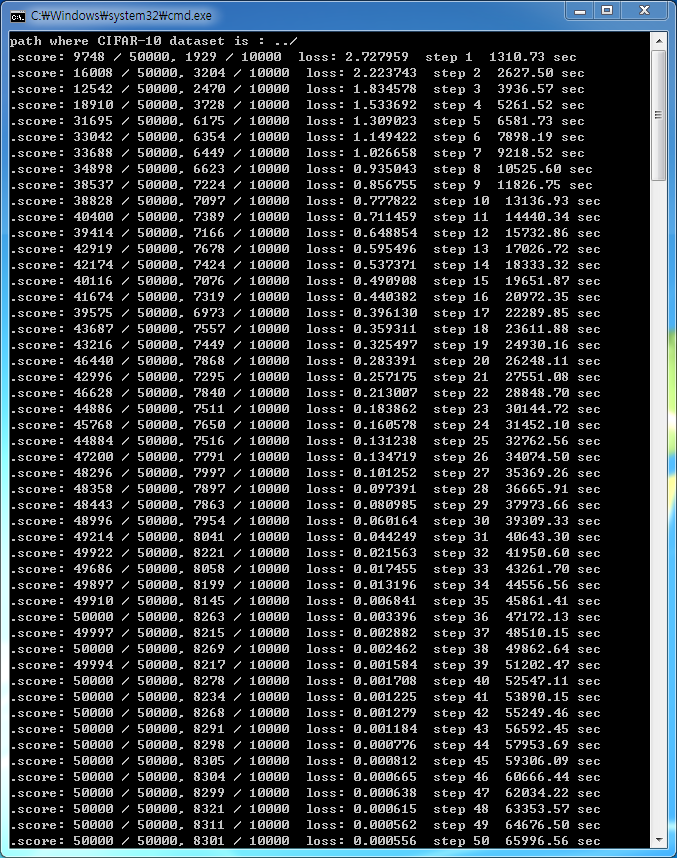 C:₩Windows₩system32₩cmd.exe
path where CIFAR-10 dataset is : ../
.score: 9748 / 50000, 1929 / 10000  loss: 2.727959  step 1  1310.73 sec
.score: 16008 / 50000, 3204 / 10000  loss: 2.223743  step 2  2627.50 sec
.score: 12542 / 50000, 2470 / 10000  loss: 1.834578  step 3  3936.57 sec
.score: 18910 / 50000, 3728 / 10000  loss: 1.533692  step 4  5261.52 sec
.score: 31695 / 50000, 6175 / 10000  loss: 1.309023  step 5  6581.73 sec
.score: 33042 / 50000, 6354 / 10000  loss: 1.149422  step 6  7898.19 sec
.score: 33688 / 50000, 6449 / 10000  loss: 1.026658  step 7  9218.52 sec
.score: 34898 / 50000, 6623 / 10000  loss: 0.935043  step 8  10525.60 sec
.score: 38537 / 50000, 7224 / 10000  loss: 0.856755  step 9  11826.75 sec
.score: 38828 / 50000, 7097 / 10000  loss: 0.777822  step 10  13136.93 sec
.score: 40400 / 50000, 7389 / 10000  loss: 0.711459  step 11  14440.34 sec
.score: 39414 / 50000, 7166 / 10000  loss: 0.648854  step 12  15732.86 sec
.score: 42919 / 50000, 7678 / 10000  loss: 0.595496  step 13  17026.72 sec
.score: 42174 / 50000, 7424 / 10000  loss: 0.537371  step 14  18333.32 sec
.score: 40116 / 50000, 7076 / 10000  loss: 0.490908  step 15  19651.87 sec
.score: 41674 / 50000, 7319 / 10000  loss: 0.440382  step 16  20972.35 sec
.score: 39575 / 50000, 6973 / 10000  loss: 0.396130  step 17  22289.85 sec
.score: 43687 / 50000, 7557 / 10000  loss: 0.359311  step 18  23611.88 sec
.score: 43216 / 50000, 7449 / 10000  loss: 0.325497  step 19  24930.16 sec
.score: 46440 / 50000, 7868 / 10000  loss: 0.283391  step 20  26248.11 sec
.score: 42996 / 50000, 7295 / 10000  loss: 0.257175  step 21  27551.08 sec
.score: 46628 / 50000, 7840 / 10000  loss: 0.213007  step 22  28848.70 sec
.score: 44886 / 50000, 7511 / 10000  loss: 0.183862  step 23  30144.72 sec
.score: 45768 / 50000, 7650 / 10000  loss: 0.160578  step 24  31452.10 sec
.score: 44884 / 50000, 7516 / 10000  loss: 0.131238  step 25  32762.56 sec
.score: 47200 / 50000, 7791 / 10000  loss: 0.134719  step 26  34074.50 sec
.score: 48296 / 50000, 7997 / 10000  loss: 0.101252  step 27  35369.26 sec
.score: 48358 / 50000, 7897 / 10000  loss: 0.097391  step 28  36665.91 sec
.score: 48443 / 50000, 7863 / 10000  loss: 0.080985  step 29  37973.66 sec
.score: 48996 / 50000, 7954 / 10000  loss: 0.060164  step 30  39309.33 sec
.score: 49214 / 50000, 8041 / 10000  loss: 0.044249  step 31  40643.30 sec
.score: 49922 / 50000, 8221 / 10000  loss: 0.021563  step 32  41950.60 sec
.score: 49686 / 50000, 8058 / 10000  loss: 0.017455  step 33  43261.70 sec
.score: 49897 / 50000, 8199 / 10000  loss: 0.013196  step 34  44556.56 sec
.score: 49910 / 50000, 8145 / 10000  loss: 0.006841  step 35  45861.41 sec
.score: 50000 / 50000, 8263 / 10000  loss: 0.003396  step 36  47172.13 sec
.score: 49997 / 50000, 8215 / 10000  loss: 0.002882  step 37  48510.15 sec
.score: 50000 / 50000, 8269 / 10000  loss: 0.002462  step 38  49862.64 sec
.score: 49994 / 50000, 8217 / 10000  loss: 0.001584  step 39  51202.47 sec
.score: 50000 / 50000, 8278 / 10000  loss: 0.001708  step 40  52547.11 sec
.score: 50000 / 50000, 8234 / 10000  loss: 0.001225  step 41  53890.15 sec
.score: 50000 / 50000, 8268 / 10000  loss: 0.001279  step 42  55249.46 sec
.score: 50000 / 50000, 8291 / 10000  loss: 0.001184  step 43  56592.45 sec
.score: 50000 / 50000, 8298 / 10000  loss: 0.000776  step 44  57953.69 sec
.score: 50000 / 50000, 8305 / 10000  loss: 0.000812  step 45  59306.09 sec
.score: 50000 / 50000, 8304 / 10000  loss: 0.000665  step 46  60666.44 sec
.score: 50000 / 50000, 8299 / 10000  loss: 0.000638  step 47  62034.22 sec
.score: 50000 / 50000, 8321 / 10000  loss: 0.000615  step 48  63353.57 sec
.score: 50000 / 50000, 8311 / 10000  loss: 0.000562  step 49  64676.50 sec
.score: 50000 / 50000, 8301 / 10000  loss: 0.000556  step 50  65996.56 sec